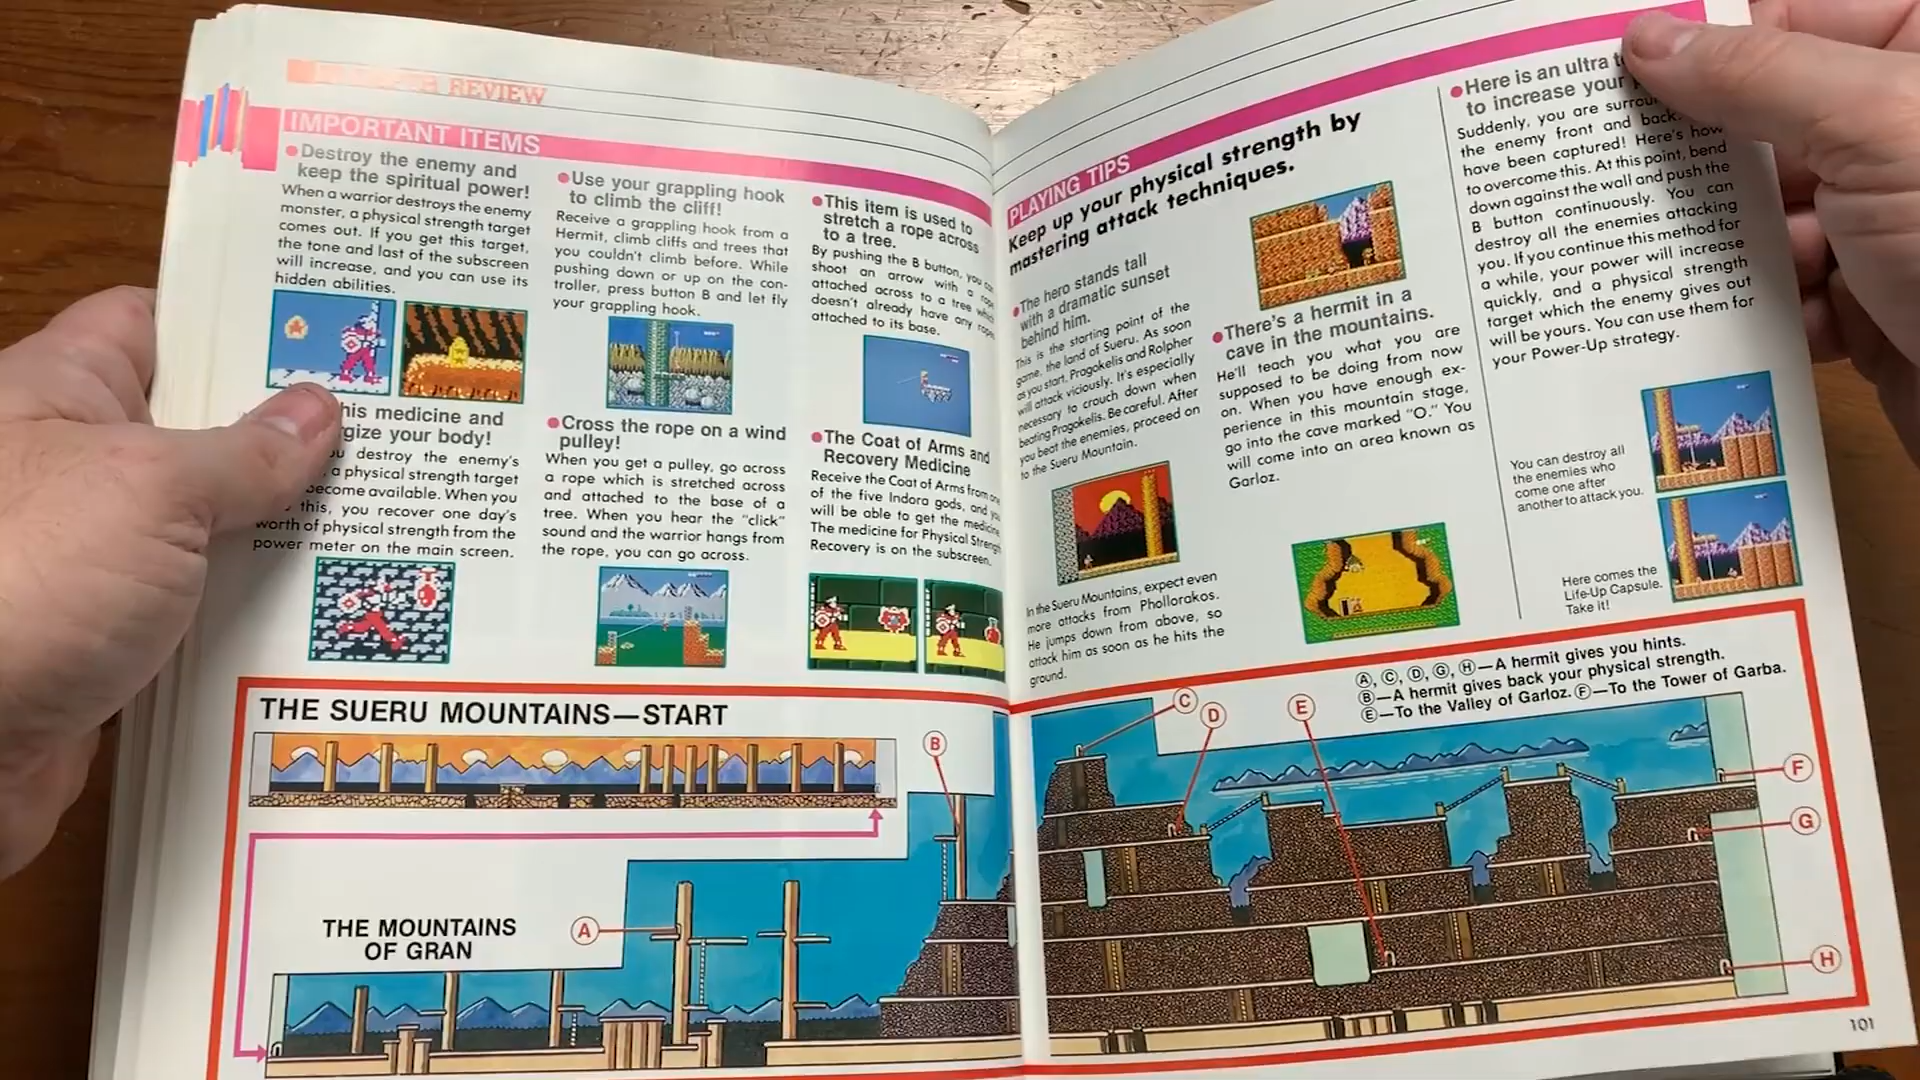 REVIEW
IMPORTANT ITEMS
●Destroy the enemy and
keep the spiritual power!
When a warrior destroys the enemy
monster, a physical strength target
comes out. If you get this target,
the tone and last of the subscreen
will increase, and you can use its
hidden abilities.
his medicine and
rgize your body!
u destroy the enemy's
, a physical strength target
become available. When you
this, you recover one day's
worth of physical strength from the
power meter on the main screen.
●Use your grappling hook
to climb the cliff!
Receive a grappling hook from a
Hermit, climb cliffs and trees that
you couldn't climb before. While
pushing down or up on the con-
troller, press button B and let fly
your grappling hook.
●Cross the rope on a wind
pulley!
When you get a pulley, go across
a rope which is stretched across
and attached to the base of a
tree. When you hear the "click"
sound and the warrior hangs from
the rope, you can go across.
●This item is used to
stretch a rope across
to a tree.
By pushing the B button, you can
shoot an arrow with a rope
attached across to a tree which
doesn't already have any ropes
attached to its base.
●The Coat of Arms and
Recovery Medicine
Receive the Coat of Arms from one
of the five Indora gods, and you
will be able to get the medicine.
The medicine for Physical Strength
Recovery is on the subscreen.
PLAYING TIPS
Keep up your physical strength by
mastering attack techniques.
●The hero stands tall
with a dramatic sunset
behind him.
This is the starting point of the
game, the land of Sueru. As soon
as you start, Pragokelis and Rolpher
will attack viciously. It's especially
necessary to crouch down when
beating Pragokelis. Be careful. After
you beat the enemies, proceed on
to the Sueru Mountain.
In the Sueru Mountains, expect even
more attacks from Phollorakos.
He jumps down from above, so
attack him as soon as he hits the
ground.
●There's a hermit in a
cave in the mountains.
He'll teach you what you are
supposed to be doing from now
on. When you have enough ex-
perience in this mountain stage,
go into the cave marked "O." You
will come into an area known as
Garloz.
●Here is an ultra t
to increase your
Suddenly, you are surrou
the enemy front and back.
have been captured! Here's how
to overcome this. At this point, bend
down against the wall and push the
B button continuously. You can
destroy all the enemies attacking
you. If you continue this method for
a while, your power will increase
quickly, and a physical strength
target which the enemy gives out
will be yours. You can use them for
your Power-Up strategy.
You can destroy all
the enemies who
come one after
another to attack you.
Here comes the
Life-Up Capsule.
Take it!
THE SUERU MOUNTAINS—START
THE MOUNTAINS
OF GRAN
A
B
C
D
E
Ⓐ, Ⓒ, Ⓓ, Ⓖ, Ⓗ—A hermit gives you hints.
Ⓑ—A hermit gives back your physical strength.
Ⓔ—To the Valley of Garloz. Ⓕ—To the Tower of Garba.
F
G
H
101